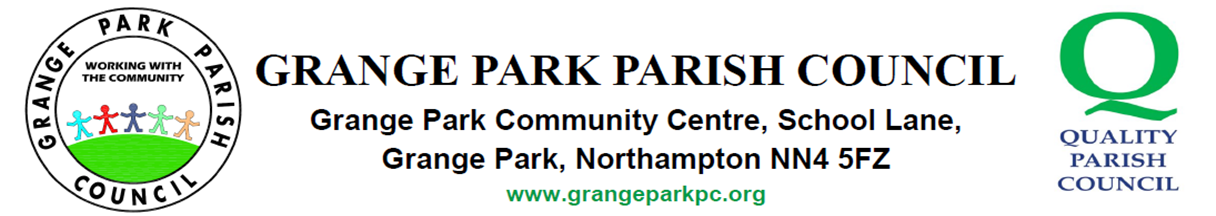 GRANGE PARK PARISH COUNCIL
WORKING WITH
THE COMMUNITY
GRANGE PARK PARISH COUNCIL
Grange Park Community Centre, School Lane,
Grange Park, Northampton NN4 5FZ
www.grangeparkpc.org
Q
QUALITY
PARISH
COUNCIL